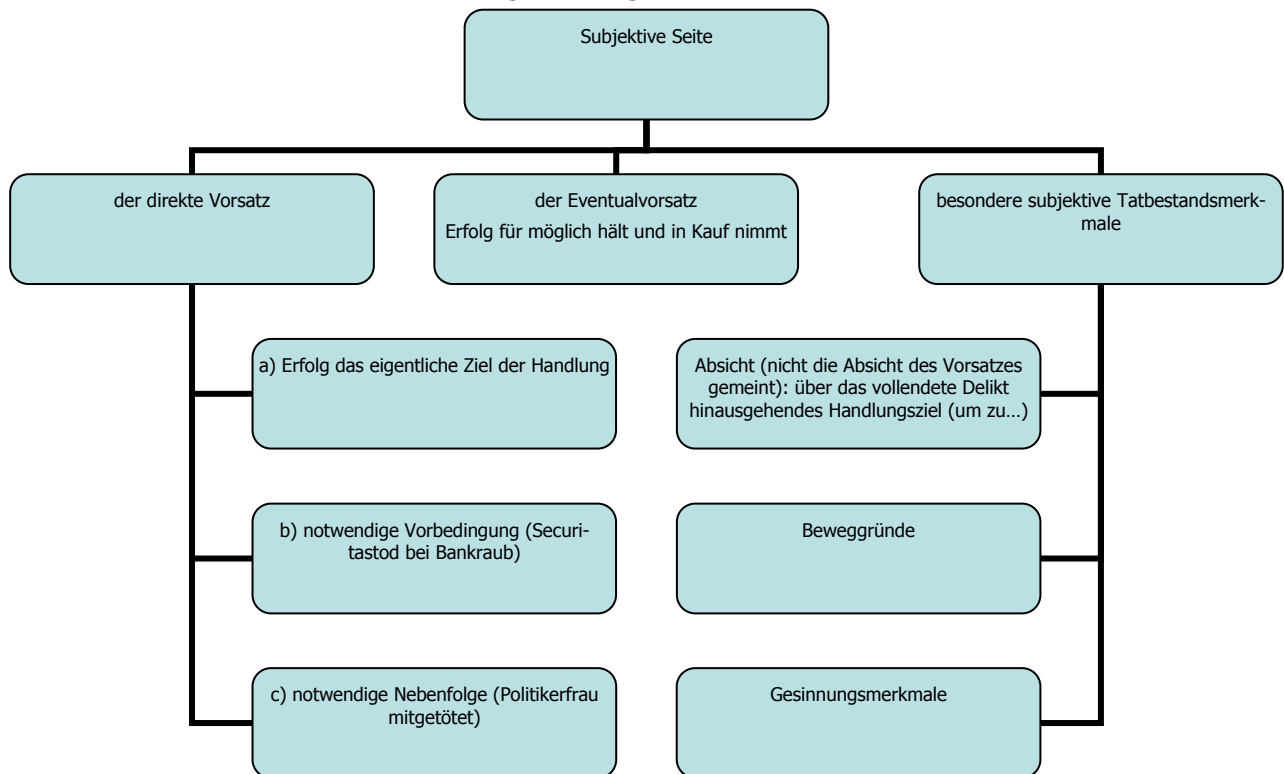 Subjektive Seite
der direkte Vorsatz
der Eventualvorsatz
Erfolg für möglich hält und in Kauf nimmt
besondere subjektive Tatbestandsmerk-
male
a) Erfolg das eigentliche Ziel der Handlung
Absicht (nicht die Absicht des Vorsatzes
gemeint): über das vollendete Delikt
hinausgehendes Handlungsziel (um zu...)
b) notwendige Vorbedingung (Securi-
tastod bei Bankraub)
Beweggründe
c) notwendige Nebenfolge (Politikerfrau
mitgetötet)
Gesinnungsmerkmale